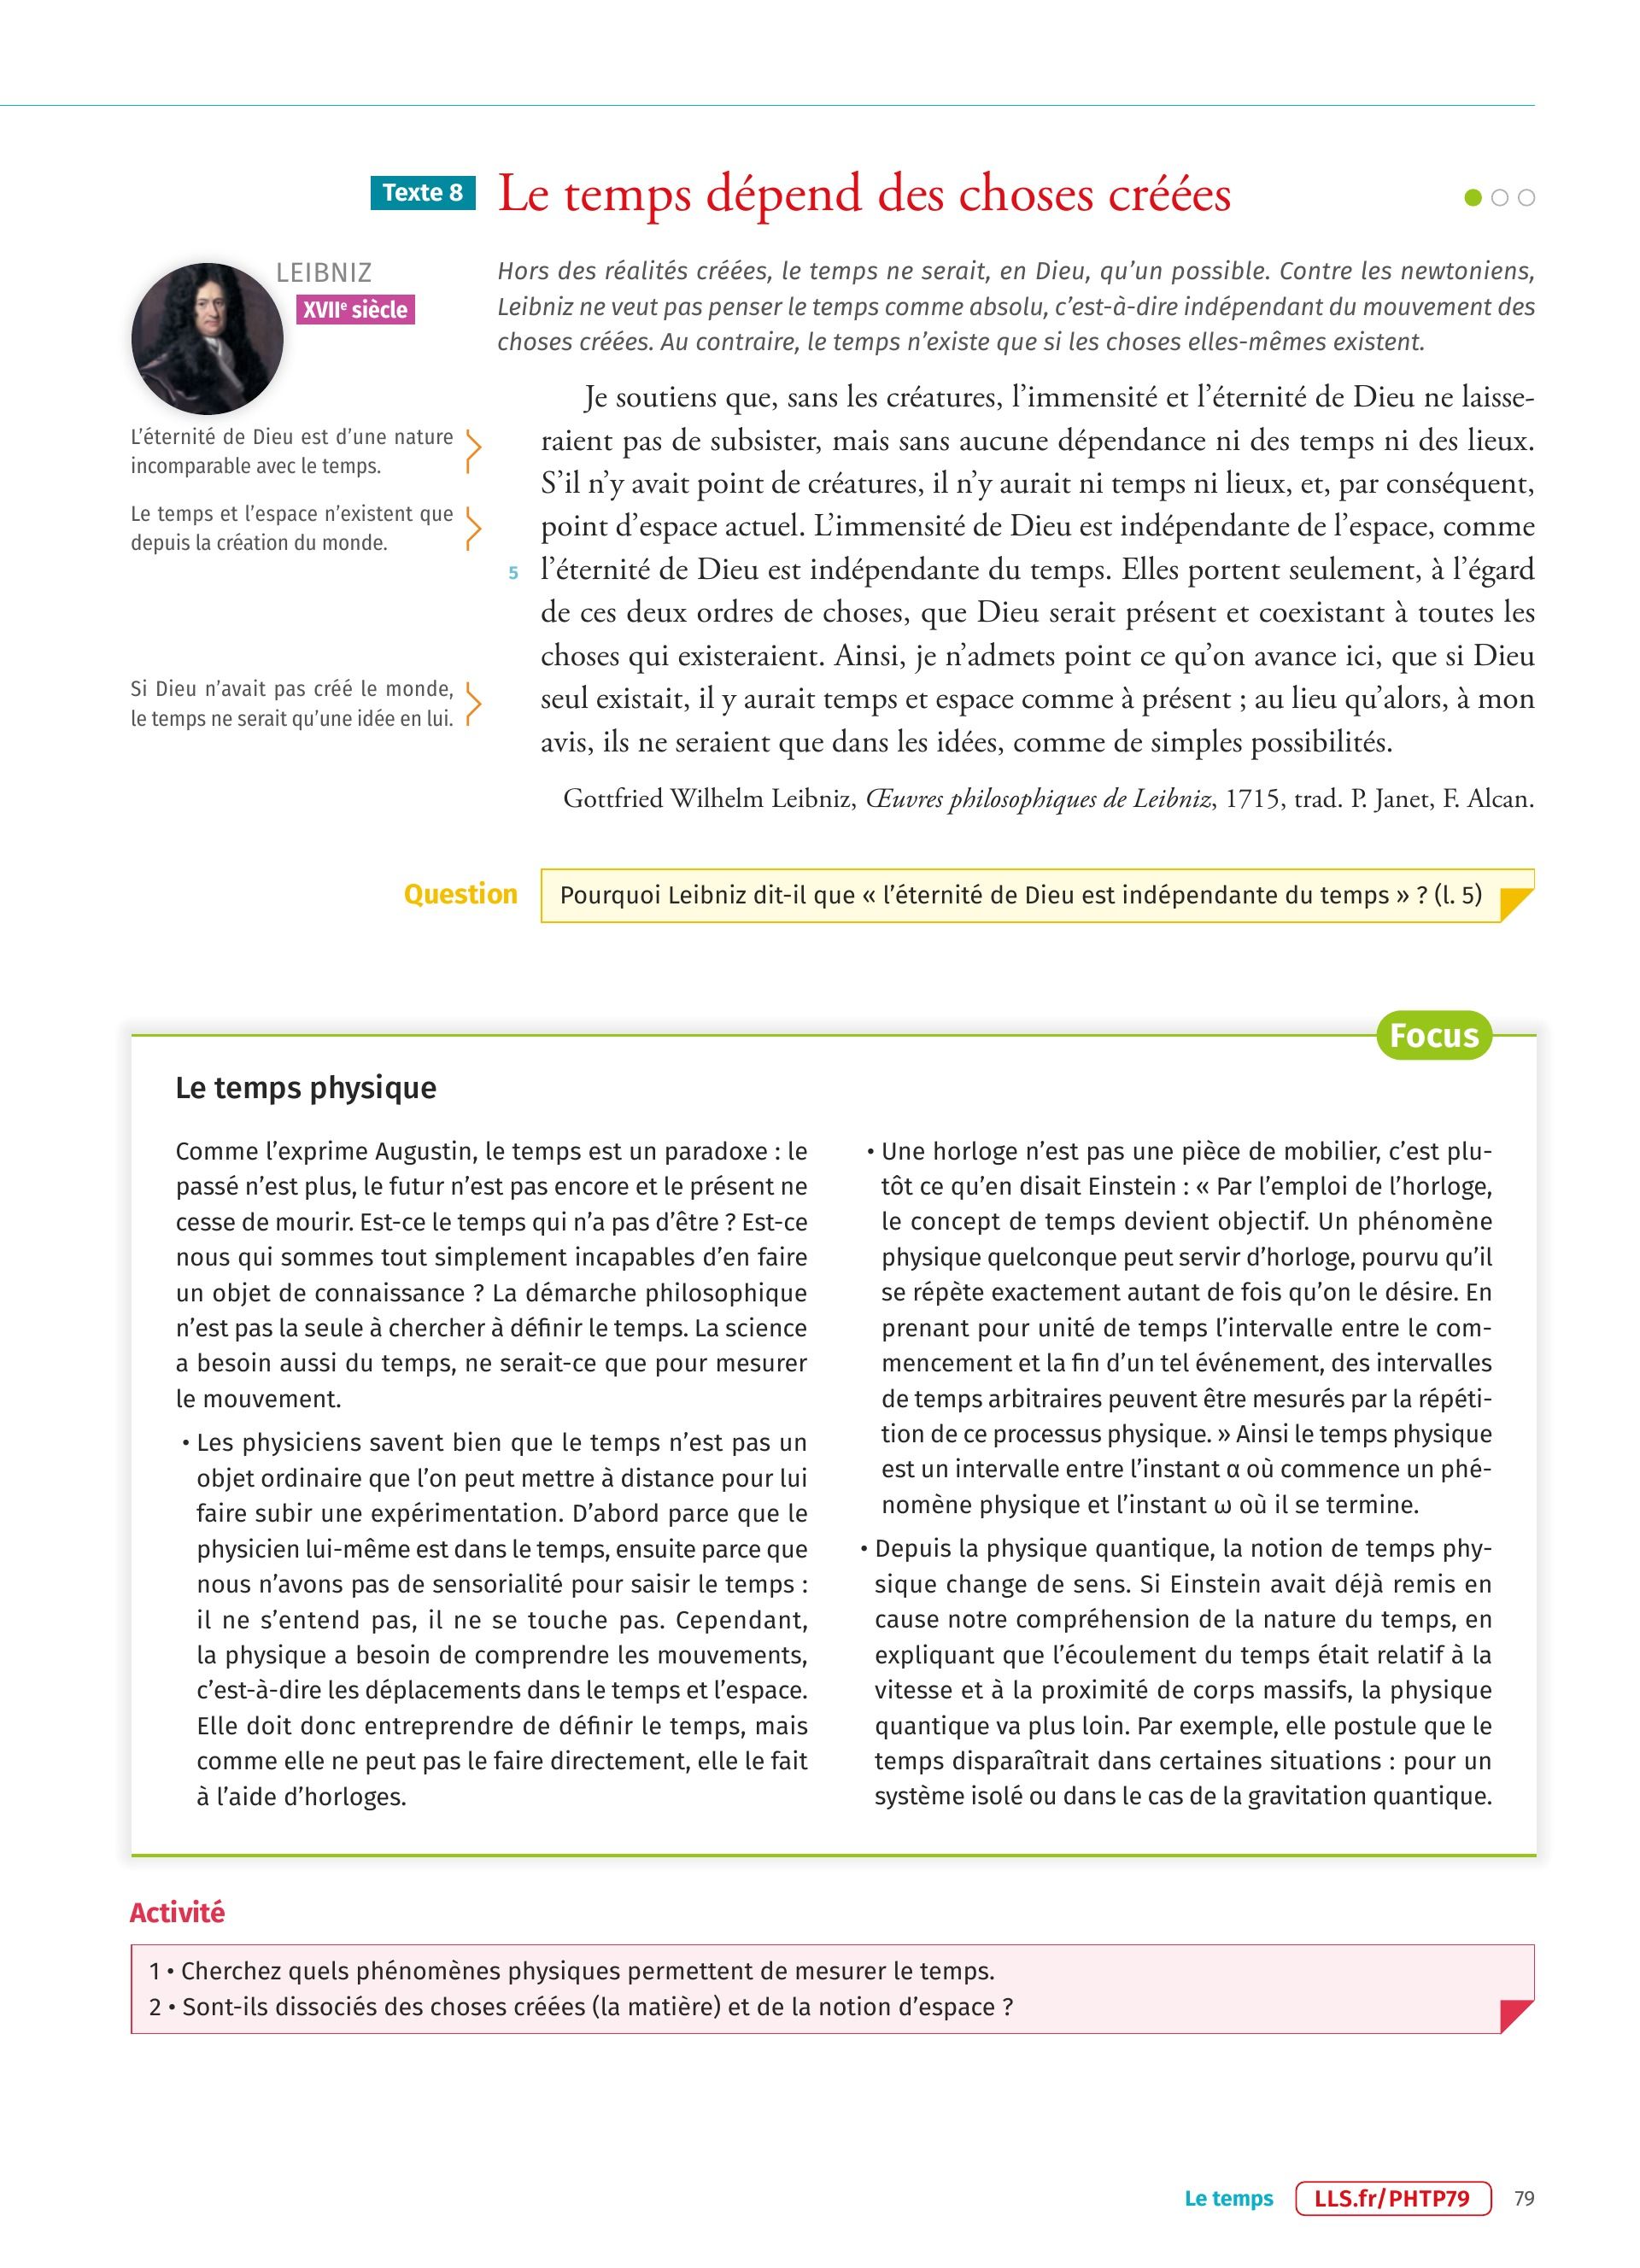 Texte 8 Le temps dépend des choses créées
LEIBNIZ
XVIIe siècle
Hors des réalités créées, le temps ne serait, en Dieu, qu’un possible. Contre les newtoniens,
Leibniz ne veut pas penser le temps comme absolu, c’est-à-dire indépendant du mouvement des
choses créées. Au contraire, le temps n’existe que si les choses elles-mêmes existent.
L’éternité de Dieu est d’une nature
incomparable avec le temps.
Le temps et l’espace n’existent que
depuis la création du monde.
Si Dieu n’avait pas créé le monde,
le temps ne serait qu’une idée en lui.
Je soutiens que, sans les créatures, l’immensité et l’éternité de Dieu ne laisse-
raient pas de subsister, mais sans aucune dépendance ni des temps ni des lieux.
S’il n’y avait point de créatures, il n’y aurait ni temps ni lieux, et, par conséquent,
point d’espace actuel. L’immensité de Dieu est indépendante de l’espace, comme
5 l’éternité de Dieu est indépendante du temps. Elles portent seulement, à l’égard
de ces deux ordres de choses, que Dieu serait présent et coexistant à toutes les
choses qui existeraient. Ainsi, je n’admets point ce qu’on avance ici, que si Dieu
seul existait, il y aurait temps et espace comme à présent ; au lieu qu’alors, à mon
avis, ils ne seraient que dans les idées, comme de simples possibilités.
Gottfried Wilhelm Leibniz, Œuvres philosophiques de Leibniz, 1715, trad. P. Janet, F. Alcan.
Question Pourquoi Leibniz dit-il que « l’éternité de Dieu est indépendante du temps » ? (l. 5)
Focus
Le temps physique
Comme l’exprime Augustin, le temps est un paradoxe : le
passé n’est plus, le futur n’est pas encore et le présent ne
cesse de mourir. Est-ce le temps qui n’a pas d’être ? Est-ce
nous qui sommes tout simplement incapables d’en faire
un objet de connaissance ? La démarche philosophique
n’est pas la seule à chercher à définir le temps. La science
a besoin aussi du temps, ne serait-ce que pour mesurer
le mouvement.
• Les physiciens savent bien que le temps n’est pas un
objet ordinaire que l’on peut mettre à distance pour lui
faire subir une expérimentation. D’abord parce que le
physicien lui-même est dans le temps, ensuite parce que
nous n’avons pas de sensorialité pour saisir le temps :
il ne s’entend pas, il ne se touche pas. Cependant,
la physique a besoin de comprendre les mouvements,
c’est-à-dire les déplacements dans le temps et l’espace.
Elle doit donc entreprendre de définir le temps, mais
comme elle ne peut pas le faire directement, elle le fait
à l’aide d’horloges.
• Une horloge n’est pas une pièce de mobilier, c’est plu-
tôt ce qu’en disait Einstein : « Par l’emploi de l’horloge,
le concept de temps devient objectif. Un phénomène
physique quelconque peut servir d’horloge, pourvu qu’il
se répète exactement autant de fois qu’on le désire. En
prenant pour unité de temps l’intervalle entre le com-
mencement et la fin d’un tel événement, des intervalles
de temps arbitraires peuvent être mesurés par la répéti-
tion de ce processus physique. » Ainsi le temps physique
est un intervalle entre l’instant α où commence un phé-
nomène physique et l’instant ω où il se termine.
• Depuis la physique quantique, la notion de temps phy-
sique change de sens. Si Einstein avait déjà remis en
cause notre compréhension de la nature du temps, en
expliquant que l’écoulement du temps était relatif à la
vitesse et à la proximité de corps massifs, la physique
quantique va plus loin. Par exemple, elle postule que le
temps disparaîtrait dans certaines situations : pour un
système isolé ou dans le cas de la gravitation quantique.
Activité
1 • Cherchez quels phénomènes physiques permettent de mesurer le temps.
2 • Sont-ils dissociés des choses créées (la matière) et de la notion d’espace ?
Le temps LLS.fr/PHTP79 79